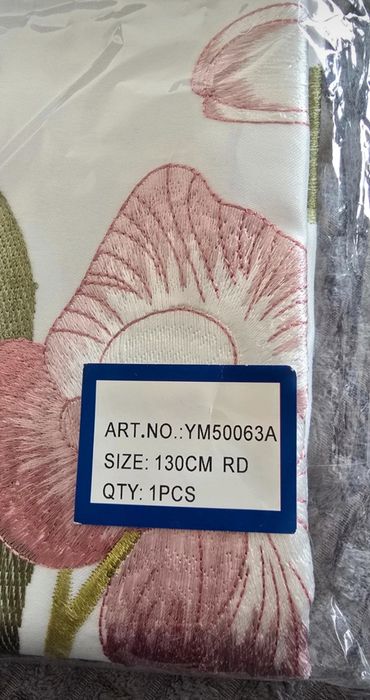 ART.NO.:YM50063A
SIZE: 130CM RD
QTY: 1PCS